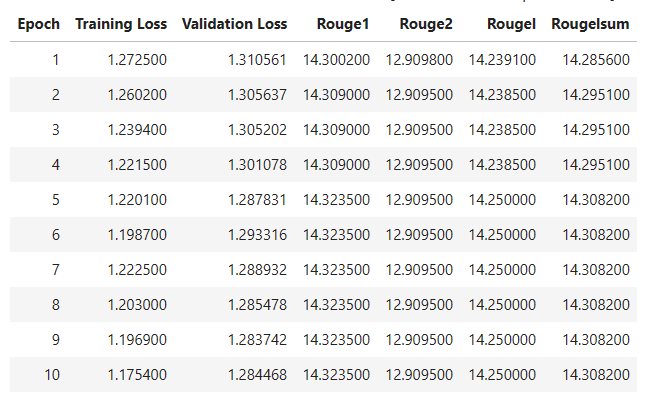 Epoch Training Loss Validation Loss Rouge1 Rouge2 Rougel Rougelsum
1 1.272500 1.310561 14.300200 12.909800 14.239100 14.285600
2 1.260200 1.305637 14.309000 12.909500 14.238500 14.295100
3 1.239400 1.305202 14.309000 12.909500 14.238500 14.295100
4 1.221500 1.301078 14.309000 12.909500 14.238500 14.295100
5 1.220100 1.287831 14.323500 12.909500 14.250000 14.308200
6 1.198700 1.293316 14.323500 12.909500 14.250000 14.308200
7 1.222500 1.288932 14.323500 12.909500 14.250000 14.308200
8 1.203000 1.285478 14.323500 12.909500 14.250000 14.308200
9 1.196900 1.283742 14.323500 12.909500 14.250000 14.308200
10 1.175400 1.284468 14.323500 12.909500 14.250000 14.308200